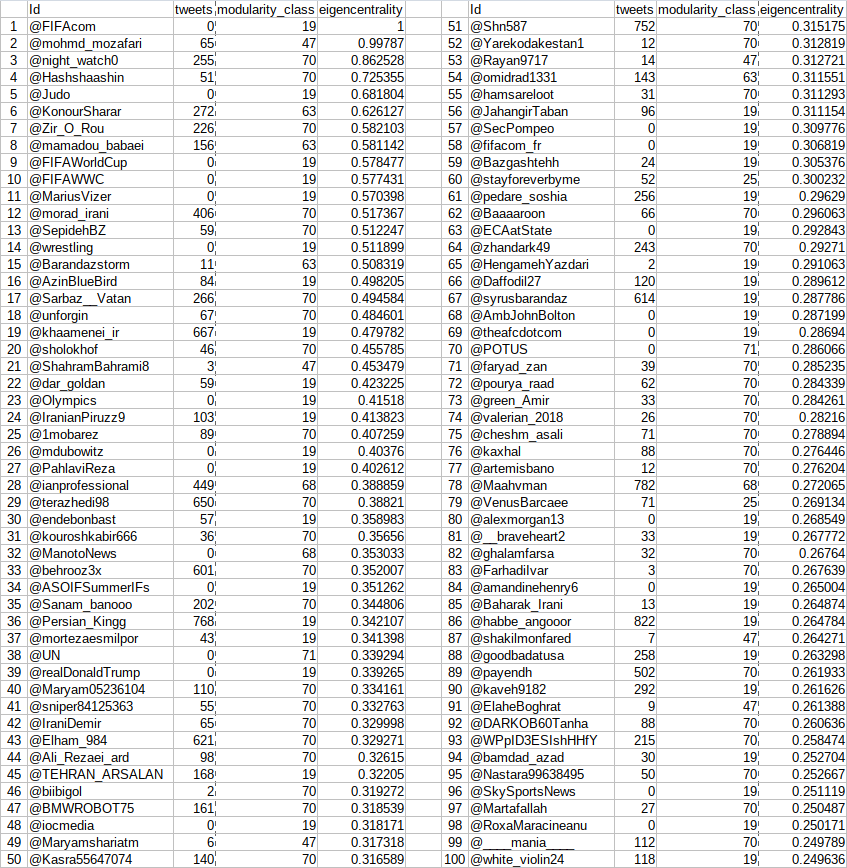 Id tweets modularity_class eigencentrality Id tweets modularity_class eigencentrality
1 @FIFAcom 0 19 1 51 @Shn587 752 70 0.315175
2 @mohmd_mozafari 65 47 0.99787 52 @Yarekodakestan1 12 70 0.312819
3 @night_watch0 255 70 0.862528 53 @Rayan9717 14 47 0.312721
4 @Hashshaashin 51 70 0.725355 54 @omidrad1331 143 63 0.311551
5 @Judo 0 19 0.681804 55 @hamsareloot 31 70 0.311293
6 @KonourSharar 272 63 0.626127 56 @JahangirTaban 96 19 0.311154
7 @Zir_O_Rou 226 70 0.582103 57 @SecPompeo 0 19 0.309776
8 @mamadou_babaei 156 63 0.581142 58 @fifacom_fr 0 19 0.306819
9 @FIFAWorldCup 0 19 0.578477 59 @Bazgashtehh 24 19 0.305376
10 @FIFAWWC 0 19 0.577431 60 @stayforeverbyme 52 25 0.300232
11 @MariusVizer 0 19 0.570398 61 @pedare_soshia 256 19 0.29629
12 @morad_irani 406 70 0.517367 62 @Baaaaroon 66 70 0.296063
13 @SepidehBZ 59 70 0.512247 63 @ECAatState 0 19 0.292843
14 @wrestling 0 19 0.511899 64 @zhandark49 243 70 0.29271
15 @Barandazstorm 11 63 0.508319 65 @HengamehYazdari 2 19 0.291063
16 @AzinBlueBird 84 19 0.498205 66 @Daffodil27 120 19 0.289612
17 @Sarbaz__Vatan 266 70 0.494584 67 @syrusbarandaz 614 19 0.287786
18 @unforgin 67 70 0.484601 68 @AmbJohnBolton 0 19 0.287199
19 @khaamenei_ir 667 19 0.479782 69 @theafcdotcom 0 19 0.28694
20 @sholokhof 46 70 0.455785 70 @POTUS 0 71 0.286066
21 @ShahramBahrami8 3 47 0.453479 71 @faryad_zan 39 70 0.285235
22 @dar_goldan 59 19 0.423225 72 @pourya_raad 62 70 0.284339
23 @Olympics 0 19 0.41518 73 @green_Amir 33 70 0.284261
24 @IranianPiruzz9 103 19 0.413823 74 @valerian_2018 26 70 0.28216
25 @1mobarez 89 70 0.407259 75 @cheshm_asali 71 70 0.278894
26 @mdubowitz 0 19 0.40376 76 @kaxhal 88 70 0.276446
27 @PahlaviReza 0 19 0.402612 77 @artemisbano 12 70 0.276204
28 @ianprofessional 449 68 0.388859 78 @Maahvman 782 68 0.272065
29 @terazhedi98 650 70 0.38821 79 @VenusBarcaee 71 25 0.269134
30 @endebonbast 57 19 0.358983 80 @alexmorgan13 0 19 0.268549
31 @kouroshkabir666 36 70 0.35656 81 @__braveheart2 33 19 0.267772
32 @ManotoNews 0 68 0.353033 82 @ghalamfarsa 32 70 0.26764
33 @behrooz3x 601 70 0.352007 83 @FarhadiIvar 3 70 0.267639
34 @ASOIFSummerIFs 0 19 0.351262 84 @amandinehenry6 0 19 0.265004
35 @Sanam_banooo 202 70 0.344806 85 @Baharak_Irani 13 19 0.264874
36 @Persian_Kingg 768 19 0.342107 86 @habbe_angooor 822 19 0.264784
37 @mortezaesmilpor 43 19 0.341398 87 @shakilmonfared 7 47 0.264271
38 @UN 0 71 0.339294 88 @goodbadatusa 258 19 0.263298
39 @realDonaldTrump 0 19 0.339265 89 @payendh 502 70 0.261933
40 @Maryam05236104 110 70 0.334161 90 @kaveh9182 292 19 0.261626
41 @sniper84125363 55 70 0.332763 91 @ElaheBoghrat 9 47 0.261388
42 @IraniDemir 65 70 0.329998 92 @DARKOB60Tanha 88 70 0.260636
43 @Elham_984 621 70 0.329271 93 @WPpID3ESIshHHfY 215 70 0.258474
44 @Ali_Rezaei_ard 98 70 0.32615 94 @bamdad_azad 30 19 0.252704
45 @TEHRAN_ARSALAN 168 19 0.32205 95 @Nastara99638495 50 70 0.252667
46 @biibigol 2 70 0.319272 96 @SkySportsNews 0 19 0.251119
47 @BMWROBOT75 161 70 0.318539 97 @Martafallah 27 70 0.250487
48 @iocmedia 0 19 0.318171 98 @RoxaMaracineanu 0 19 0.250171
49 @Maryamshariatm 6 47 0.317318 99 @____mania____ 112 70 0.249789
50 @Kasra55647074 140 70 0.316589 100 @white_violin24 118 19 0.249636